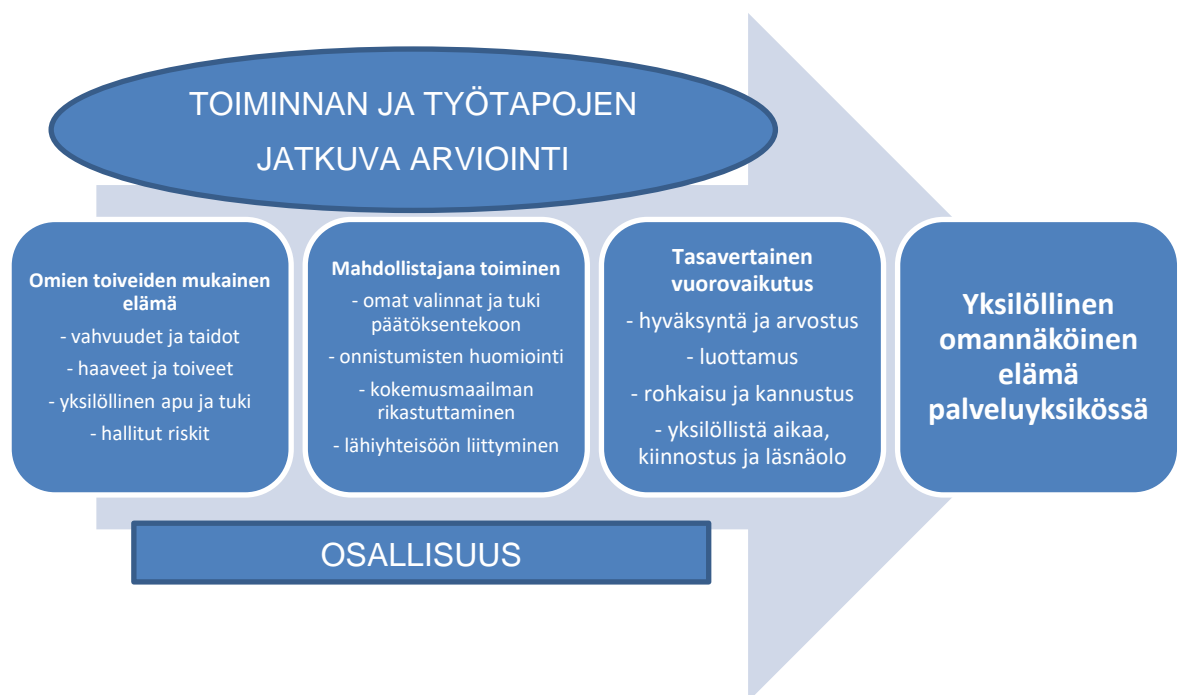 TOIMINNAN JA TYÖTAPOJEN
JATKUVA ARVIOINTI
Omien toiveiden mukainen
elämä
- vahvuudet ja taidot
- haaveet ja toiveet
- yksilöllinen apu ja tuki
- hallitut riskit
Mahdollistajana toiminen
- omat valinnat ja tuki
päätöksentekoon
- onnistumisten huomiointi
- kokemusmaailman
rikastuttaminen
- lähiyhteisöön liittyminen
Tasavertainen
vuorovaikutus
- hyväksyntä ja arvostus
- luottamus
- rohkaisu ja kannustus
- yksilöllistä aikaa,
kiinnostus ja läsnäolo
Yksilöllinen
omannäköinen
elämä
palveluyksikössä
OSALLISUUS